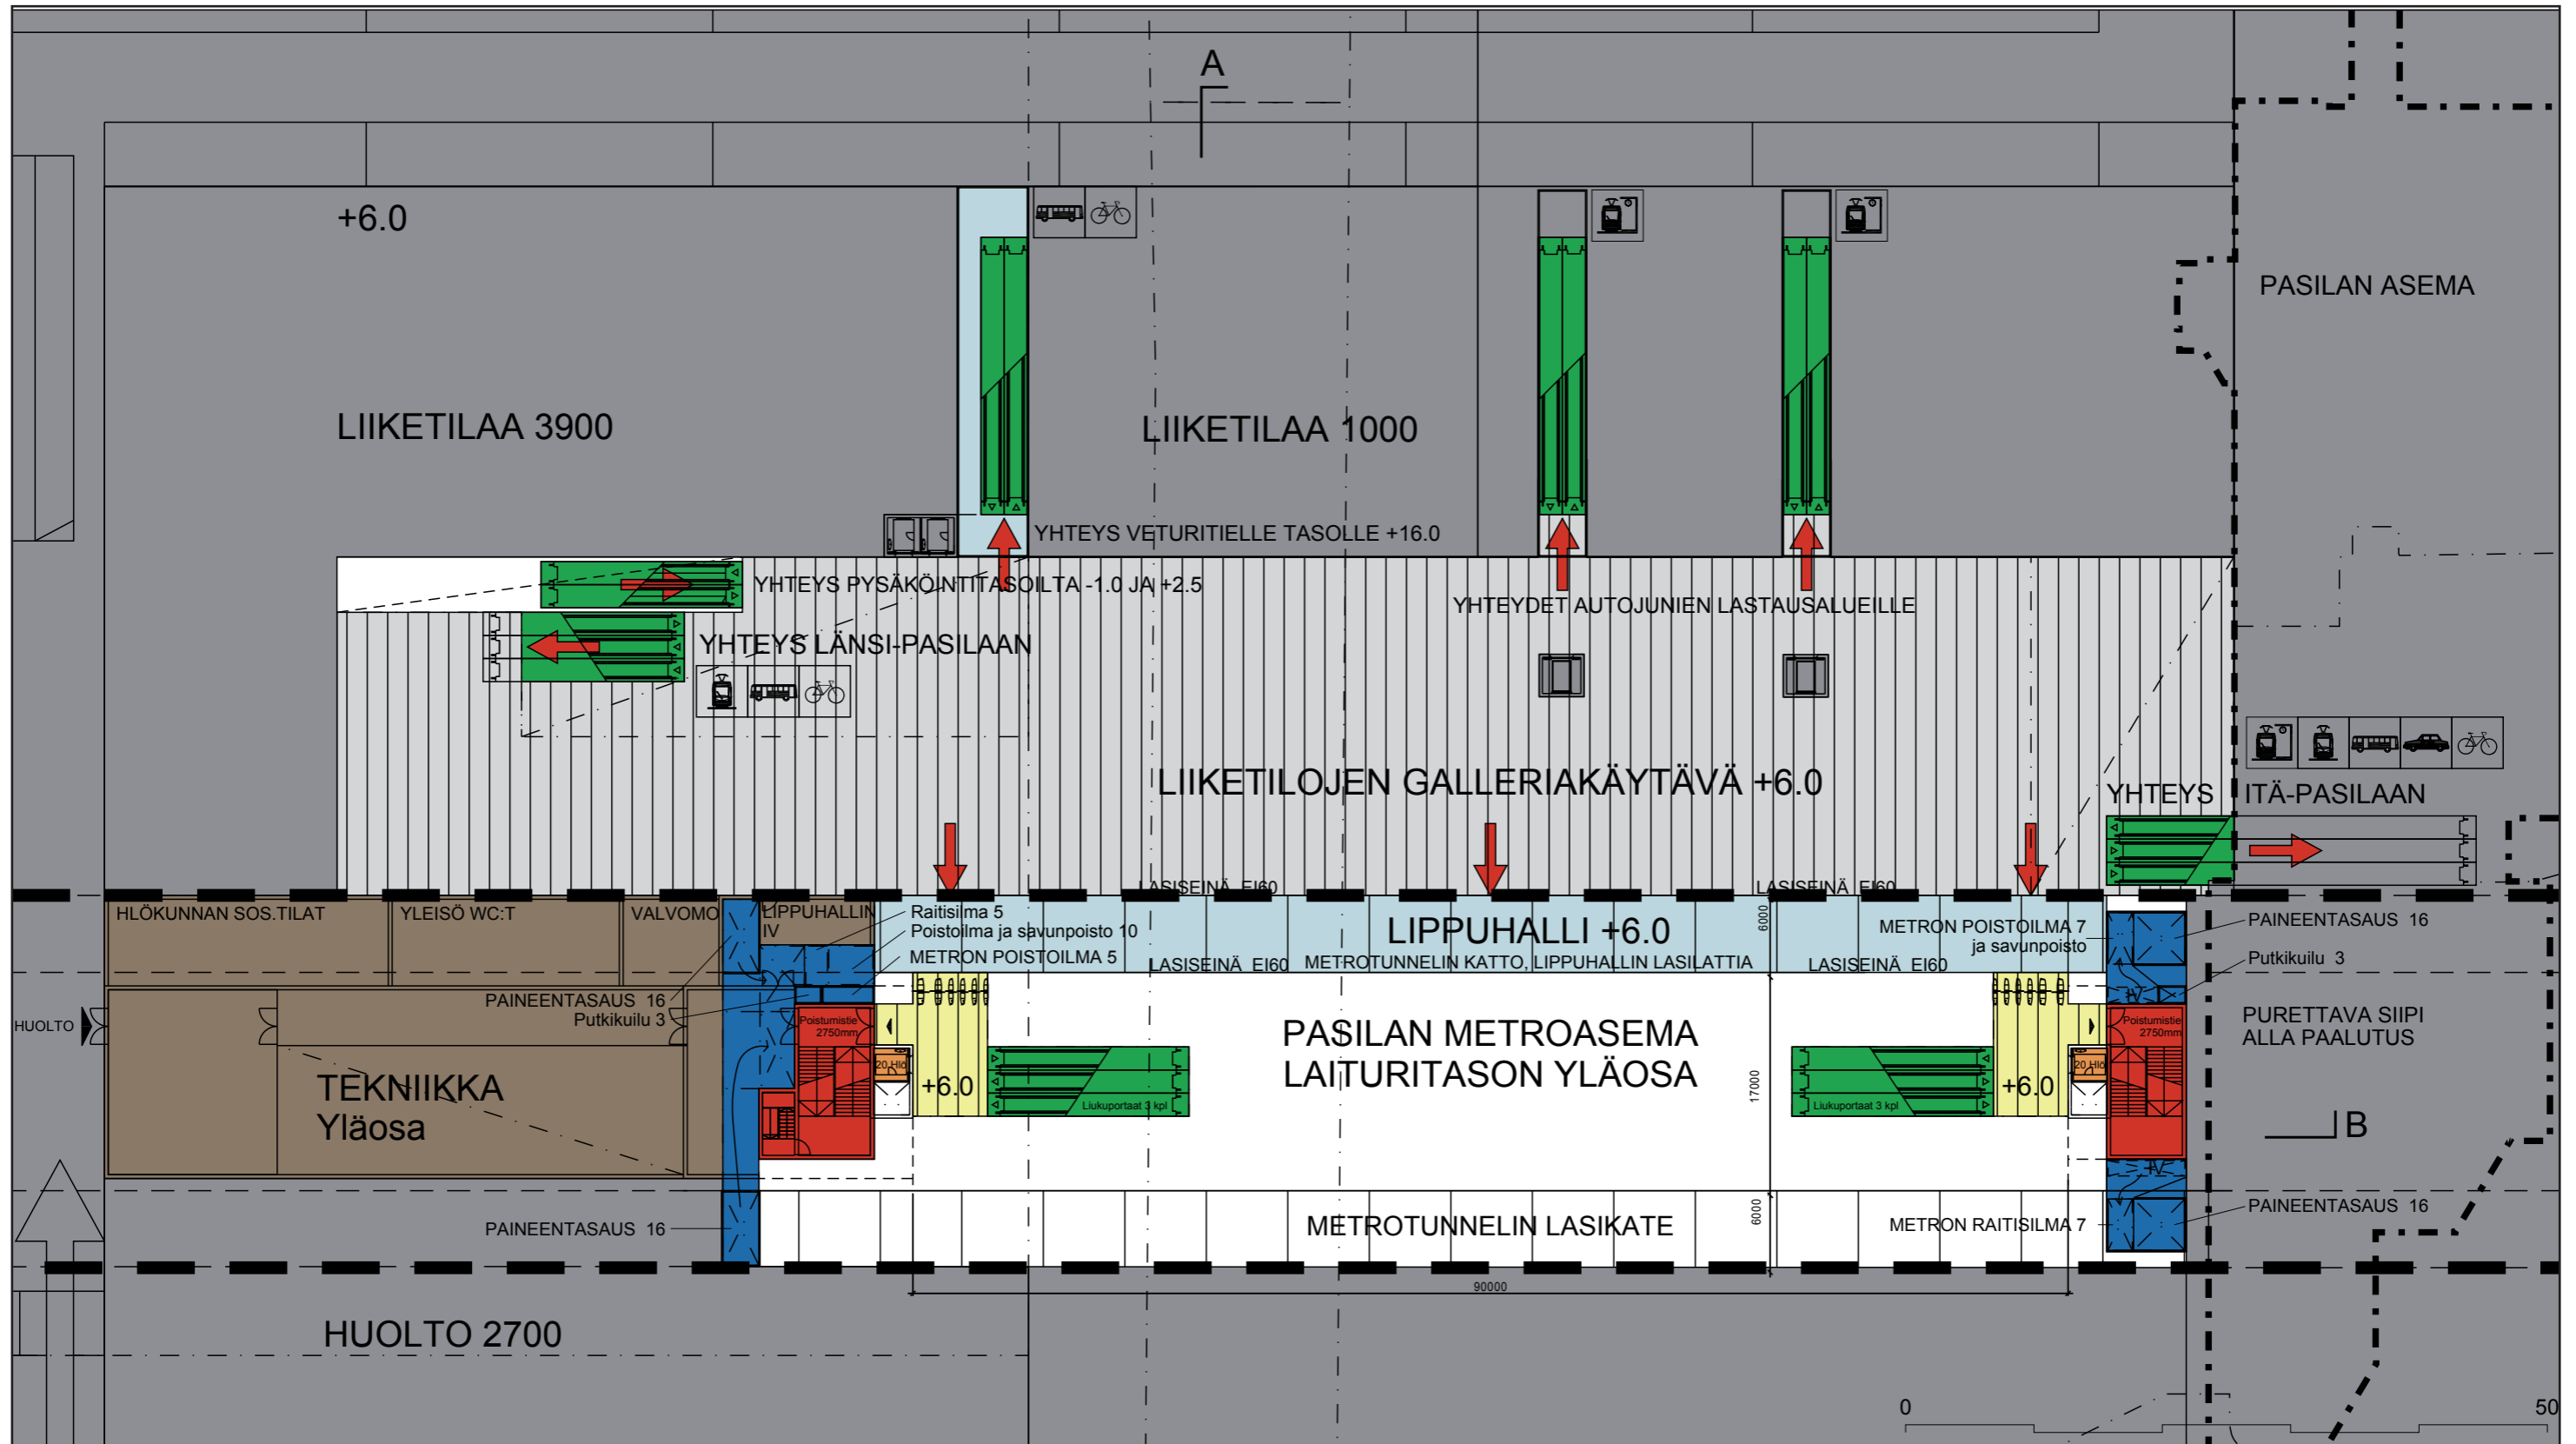 A
+6.0
PASILAN ASEMA
LIIKETILAA 3900
LIIKETILAA 1000
YHTEYS VETURITIELLE TASOLLE +16.0
YHTEYS PYSÄKÖINTITASOILTA -1.0 JA +2.5
YHTEYDET AUTOJUNIEN LASTAUSALUEILLE
YHTEYS LÄNSI-PASILAAN
LIIKETILOJEN GALLERIAKÄYTÄVÄ +6.0
YHTEYS ITÄ-PASILAAN
LASISEINÄ EI60
LASISEINÄ EI60
HLÖKUNNAN SOS.TILAT
YLEISÖ WC:T
VALVOMO
LIPPUHALLIN
IV
Raitisilma 5
Poistoilma ja savunpoisto 10
METRON POISTOILMA 5
LIPPUHALLI +6.0
6000
METRON POISTOILMA 7
ja savunpoisto
PAINEENTASAUS 16
LASISEINÄ EI60
METROTUNNELIN KATTO, LIPPUHALLIN LASILATTIA
LASISEINÄ EI60
Putkikuilu 3
PAINEENTASAUS 16
Putkikuilu 3
IV
HUOLTO
Poistumistie
2750mm
PASILAN METROASEMA
LAITURITASON YLÄOSA
Poistumistie
2750mm
PURETTAVA SIIPI
ALLA PAALUTUS
20 Hlö
20 Hlö
TEKNIIKKA
Yläosa
+6.0
Liukuportaat 3 kpl
17000
Liukuportaat 3 kpl
+6.0
B
IV
PAINEENTASAUS 16
METROTUNNELIN LASIKATE
6000
METRON RAITISILMA 7
PAINEENTASAUS 16
90000
HUOLTO 2700
0
50